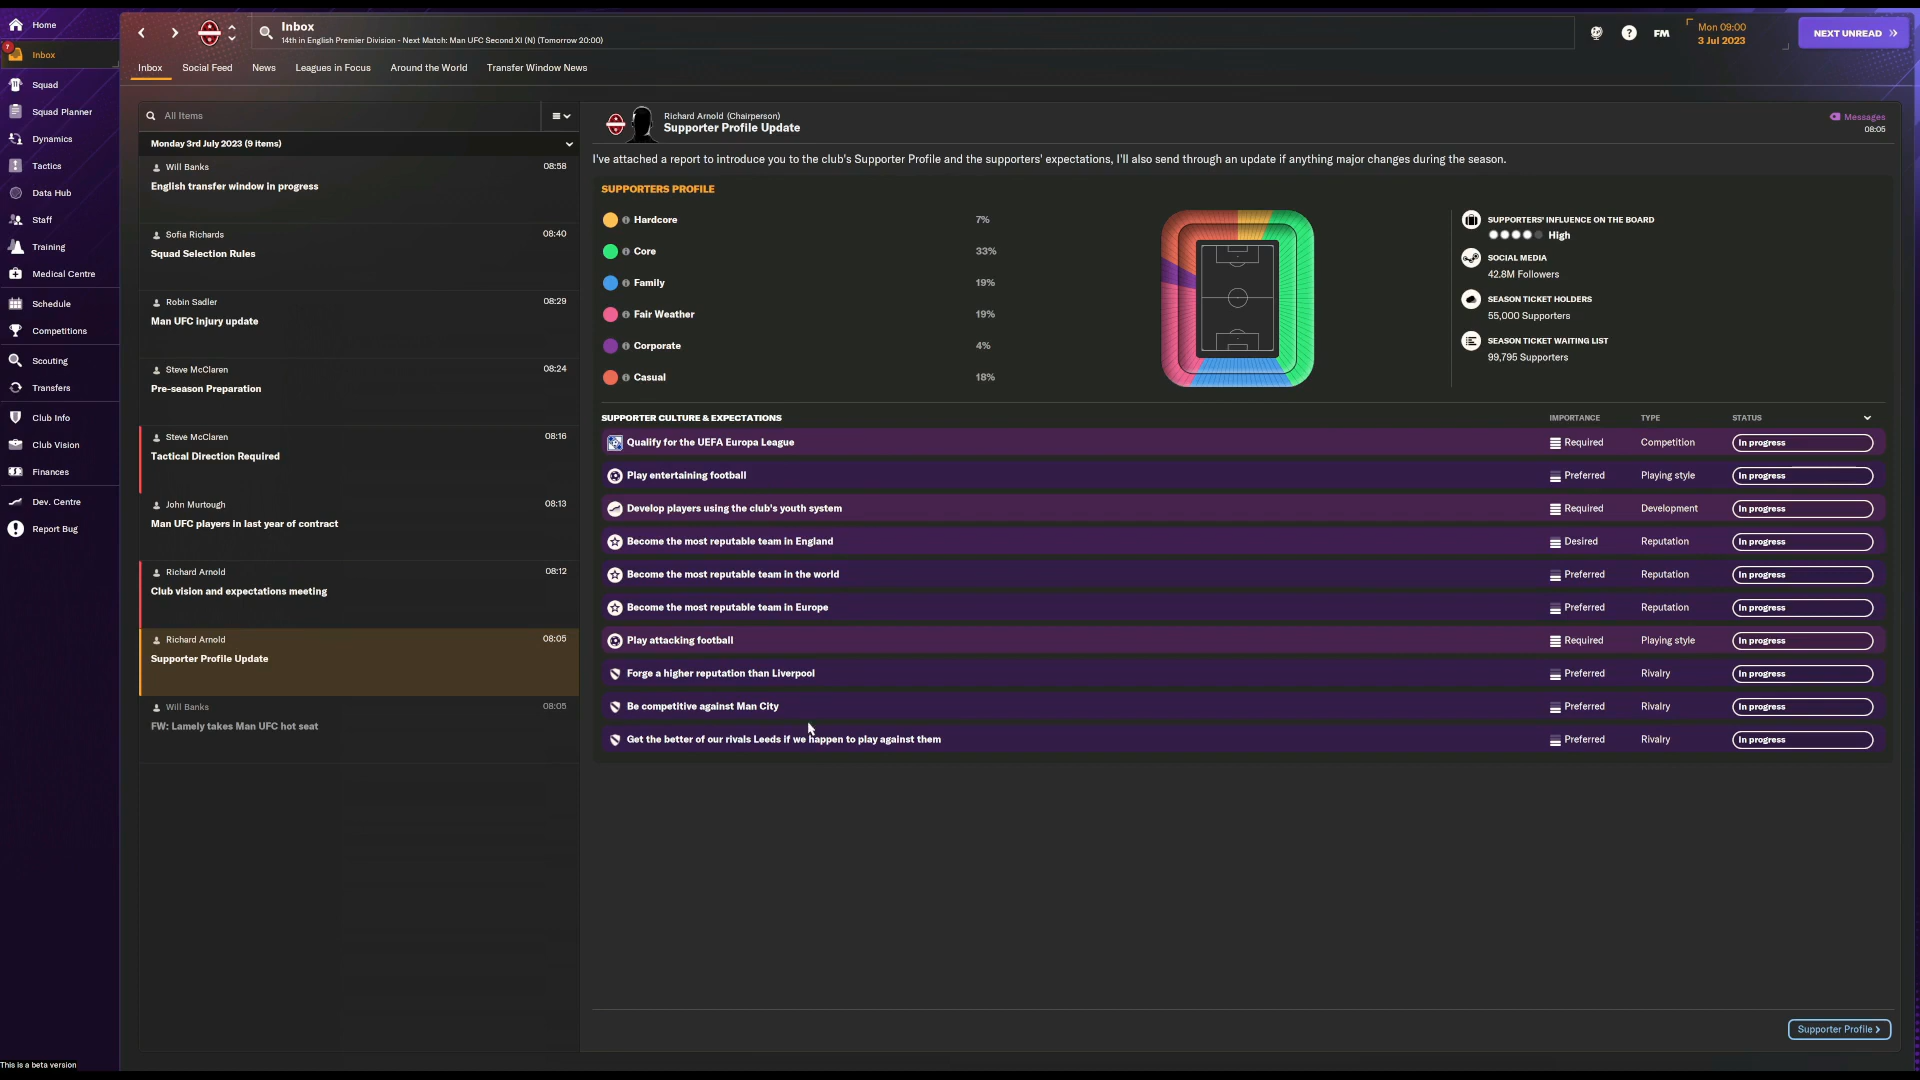 Home
7
Inbox
Squad
Squad Planner
Dynamics
Tactics
Data Hub
Staff
Training
Medical Centre
Schedule
Competitions
Scouting
Transfers
Club Info
Club Vision
Finances
Dev. Centre
Report Bug
This is a beta version
Inbox
14th in English Premier Division - Next Match: Man UFC Second XI (N) (Tomorrow 20:00)
FM
Mon 09:00
3 Jul 2023
NEXT UNREAD
Inbox Social Feed News Leagues in Focus Around the World Transfer Window News
All Items
Monday 3rd July 2023 (9 Items)
Will Banks 08:58
English transfer window in progress
Sofia Richards 08:40
Squad Selection Rules
Robin Sadler 08:29
Man UFC injury update
Steve McClaren 08:24
Pre-season Preparation
Steve McClaren 08:16
Tactical Direction Required
John Murtough 08:13
Man UFC players in last year of contract
Richard Arnold 08:12
Club vision and expectations meeting
Richard Arnold 08:05
Supporter Profile Update
Will Banks 08:05
FW: Lamely takes Man UFC hot seat
Richard Arnold (Chairperson)
Supporter Profile Update
Messages
08:05
I've attached a report to introduce you to the club's Supporter Profile and the supporters' expectations, I'll also send through an update if anything major changes during the season.
SUPPORTERS PROFILE
Hardcore 7%
Core 33%
Family 19%
Fair Weather 19%
Corporate 4%
Casual 18%
SUPPORTERS' INFLUENCE ON THE BOARD
High
SOCIAL MEDIA
42.8M Followers
SEASON TICKET HOLDERS
55,000 Supporters
SEASON TICKET WAITING LIST
99,795 Supporters
SUPPORTER CULTURE & EXPECTATIONS IMPORTANCE TYPE STATUS
Qualify for the UEFA Europa League Required Competition In progress
Play entertaining football Preferred Playing style In progress
Develop players using the club's youth system Required Development In progress
Become the most reputable team in England Desired Reputation In progress
Become the most reputable team in the world Preferred Reputation In progress
Become the most reputable team in Europe Preferred Reputation In progress
Play attacking football Required Playing style In progress
Forge a higher reputation than Liverpool Preferred Rivalry In progress
Be competitive against Man City Preferred Rivalry In progress
Get the better of our rivals Leeds if we happen to play against them Preferred Rivalry In progress
Supporter Profile